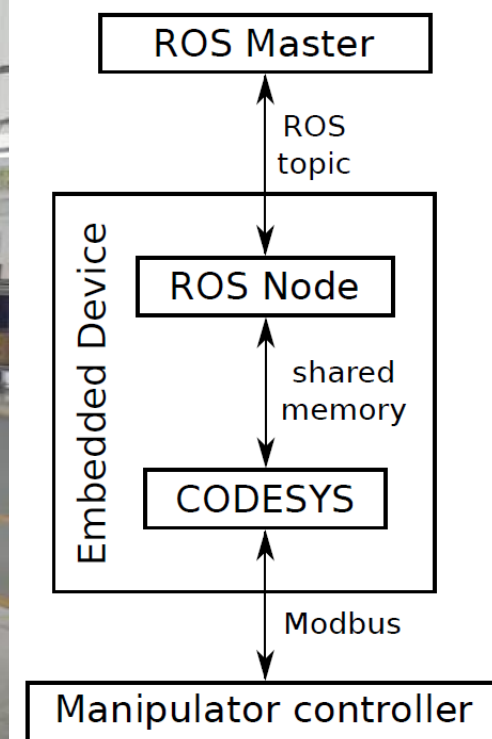 ROS Master
ROS
topic
Embedded Device
ROS Node
shared
memory
CODESYS
Modbus
Manipulator controller